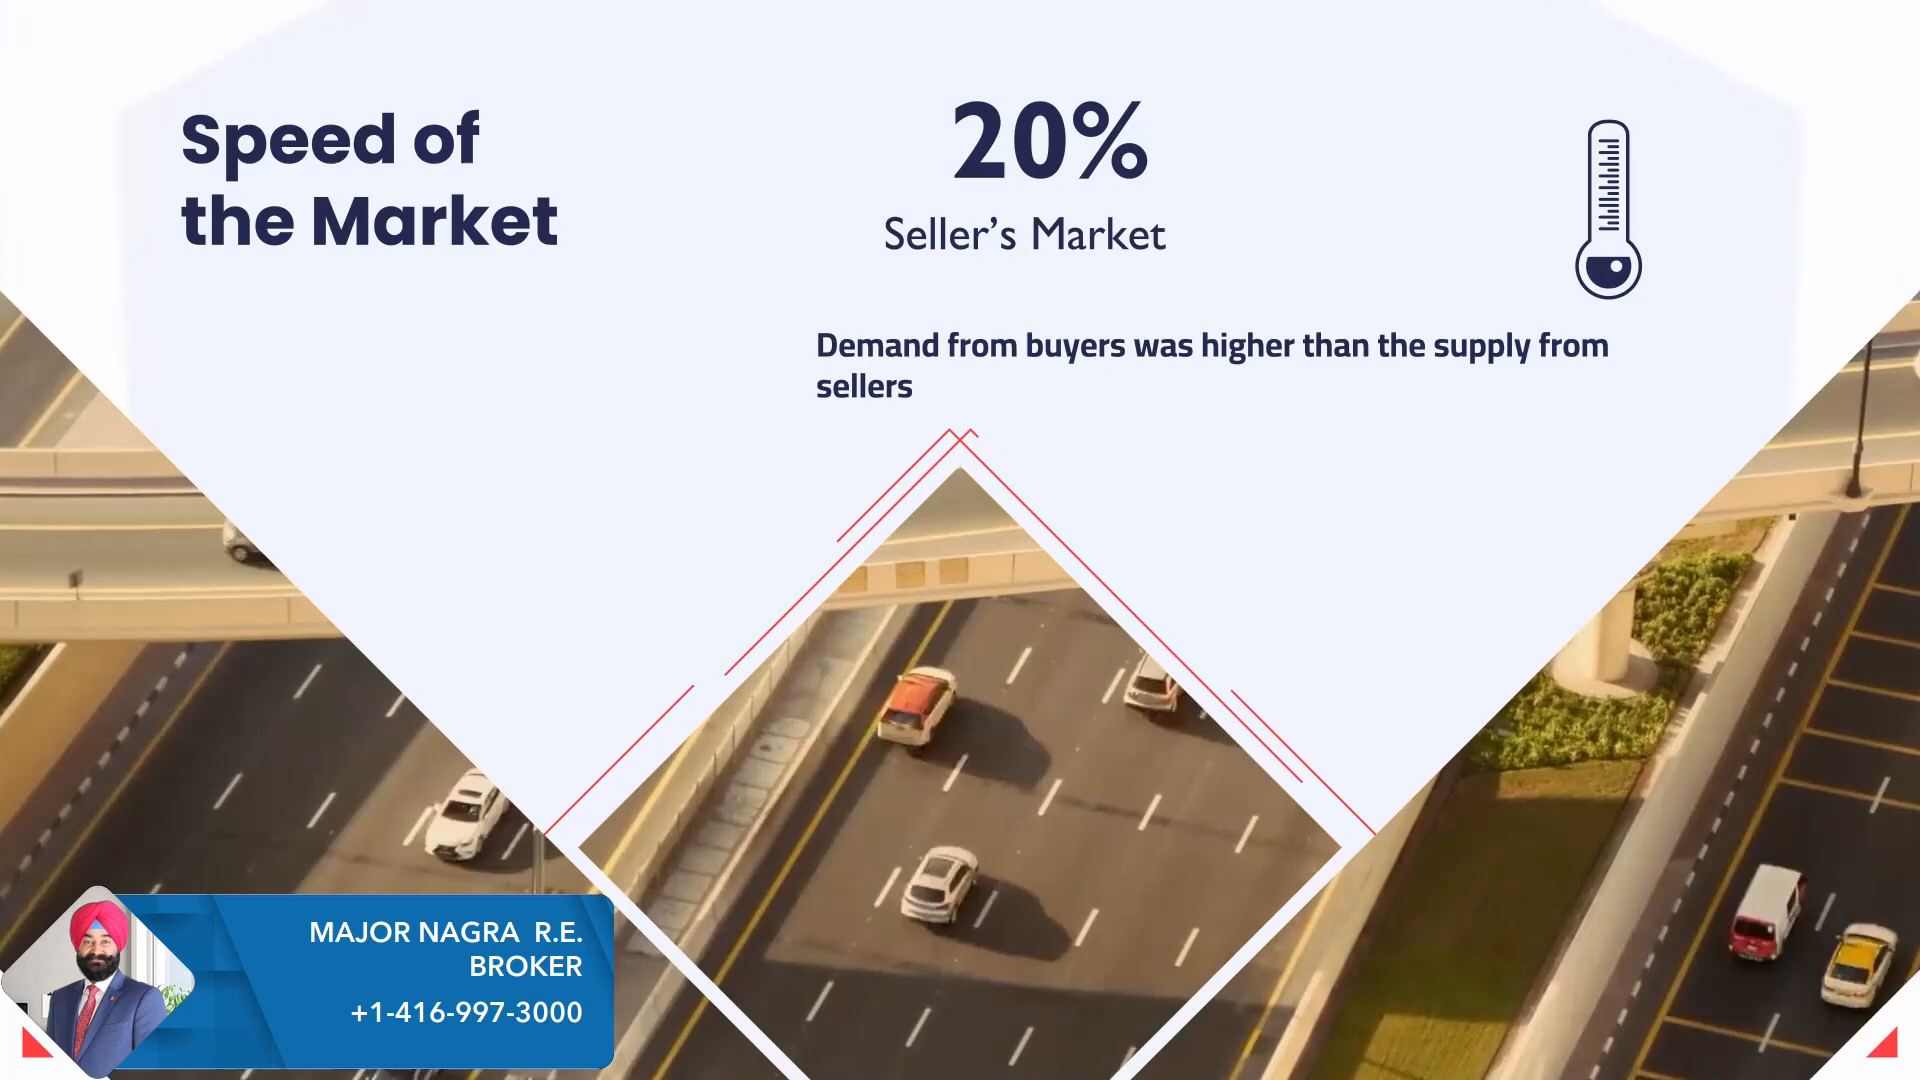 Speed of
the Market
20%
Seller’s Market
Demand from buyers was higher than the supply from
sellers
MAJOR NAGRA R.E.
BROKER
+1-416-997-3000